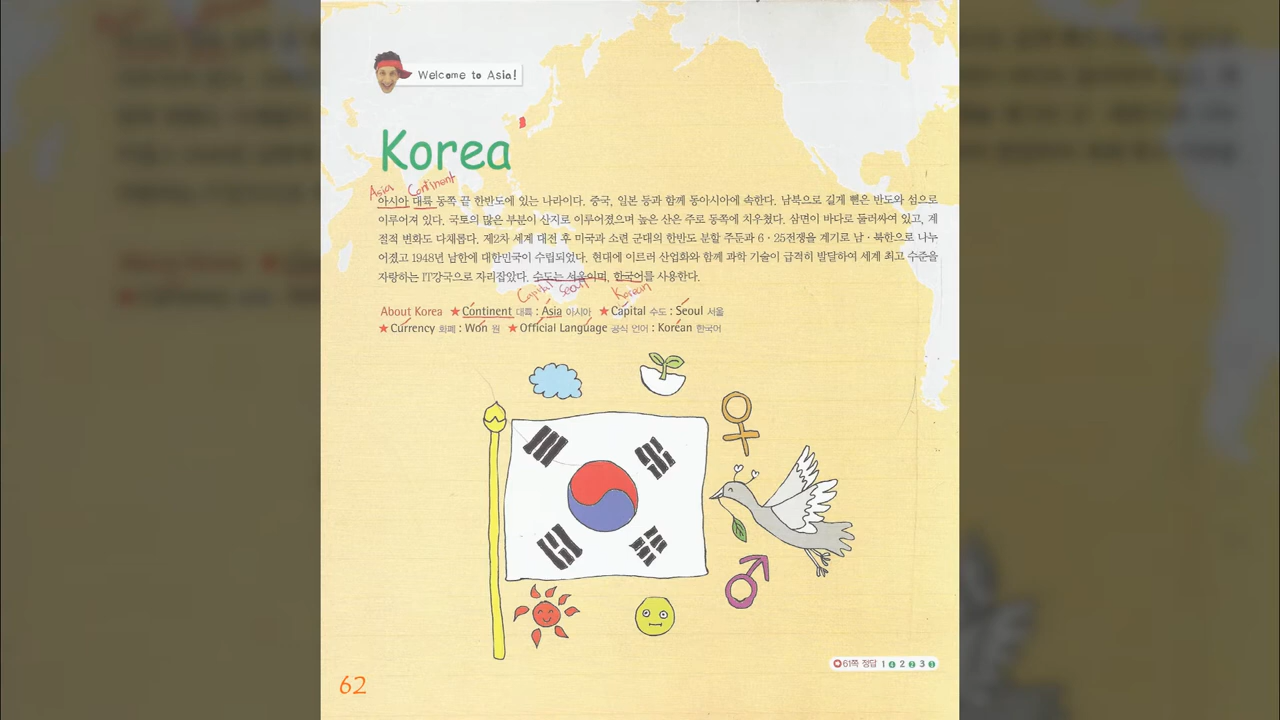 Welcome to Asia!
Korea
Asia Continent
아시아 대륙 동쪽 끝 한반도에 있는 나라이다. 중국, 일본 등과 함께 동아시아에 속한다. 남북으로 길게 뻗은 반도와 섬으로
이루어져 있다. 국토의 많은 부분이 산지로 이루어졌으며 높은 산은 주로 동쪽에 치우쳤다. 삼면이 바다로 둘러싸여 있고, 계
절적 변화도 다채롭다. 제2차 세계 대전 후 미국과 소련 군대의 한반도 분할 주둔과 6·25전쟁을 계기로 남·북한으로 나누
어졌고 1948년 남한에 대한민국이 수립되었다. 현대에 이르러 산업화와 함께 과학 기술이 급격히 발달하여 세계 최고 수준을
자랑하는 IT강국으로 자리잡았다. 수도는 서울이며, 한국어를 사용한다.
Capital Seoul Korean
About Korea ★Continent 대륙 : Asia 아시아 ★Capital 수도 : Seoul 서울
★Currency 화폐 : Won 원 ★Official Language 공식 언어 : Korean 한국어
61쪽 정답 1 2 3
62